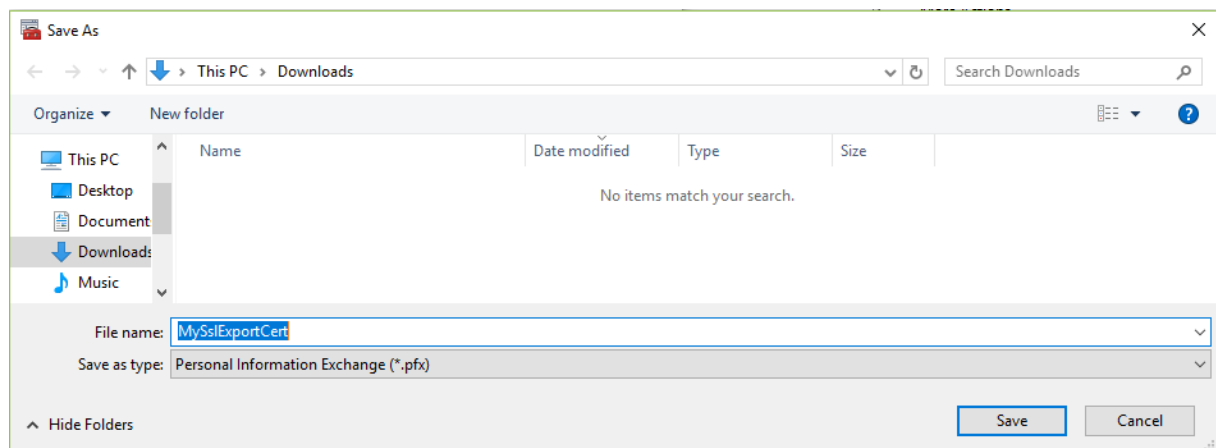 Save As
This PC > Downloads
Search Downloads
Organize
New folder
This PC
Desktop
Document
Downloads
Music
Name
Date modified
Type
Size
No items match your search.
File name: MySslExportCert
Save as type: Personal Information Exchange (*.pfx)
Hide Folders
Save
Cancel